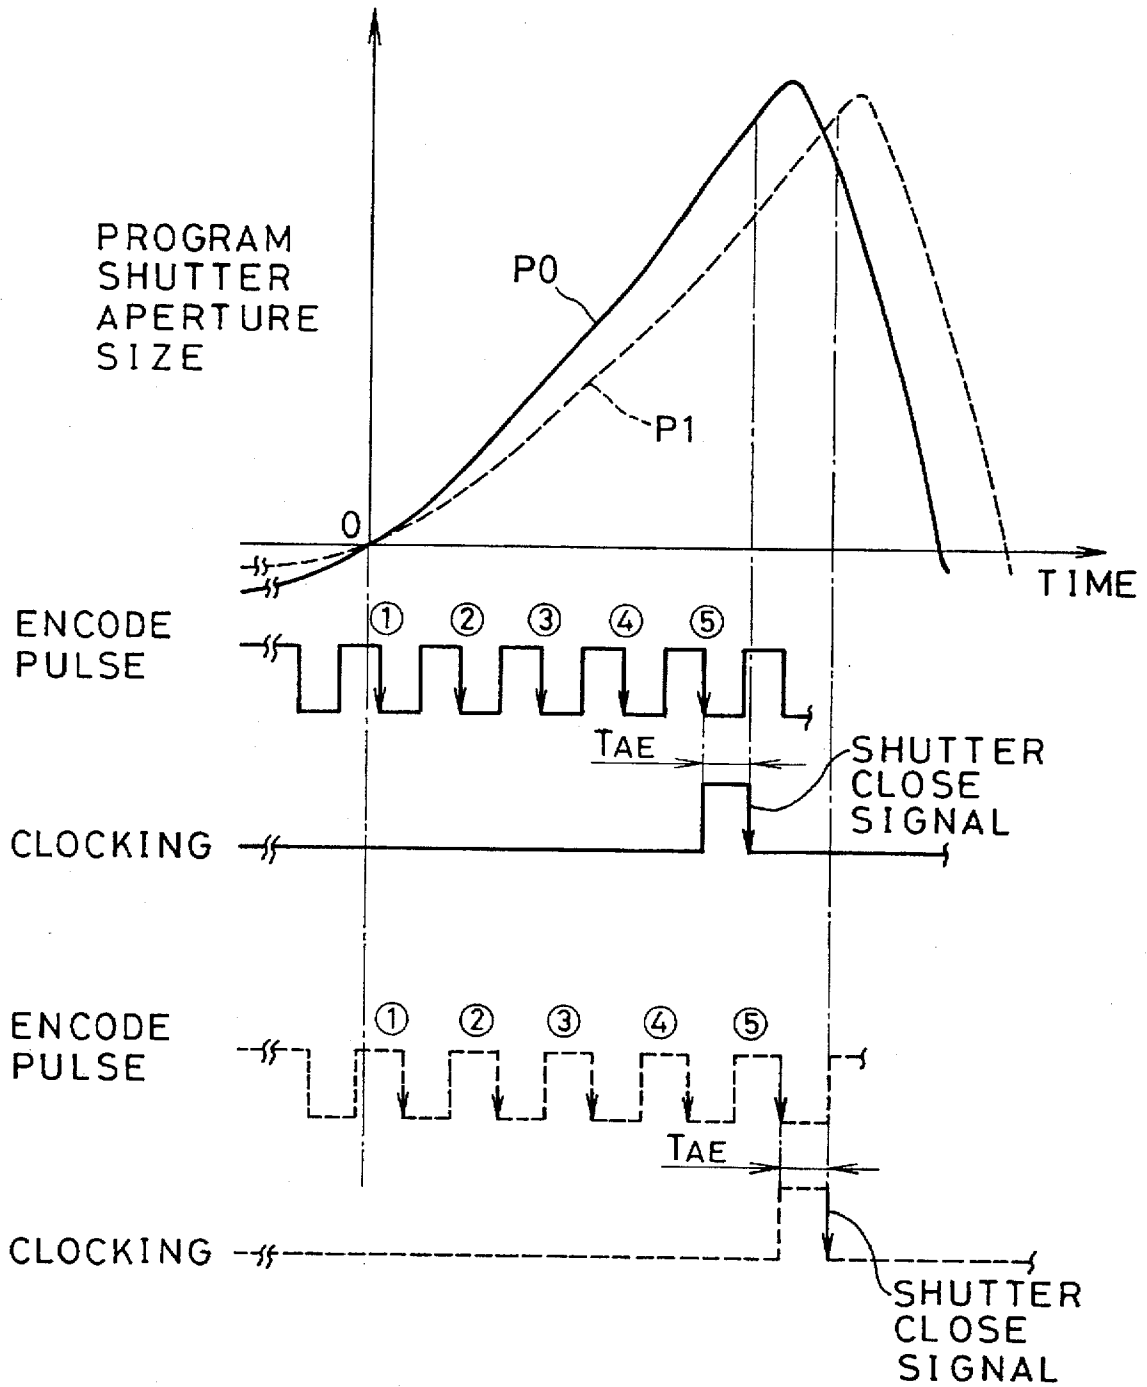 PROGRAM
SHUTTER
APERTURE
SIZE
P0
P1
0
TIME
ENCODE
PULSE
① ② ③ ④ ⑤
TAE
SHUTTER
CLOSE
SIGNAL
CLOCKING
ENCODE
PULSE
① ② ③ ④ ⑤
TAE
CLOCKING
SHUTTER
CLOSE
SIGNAL